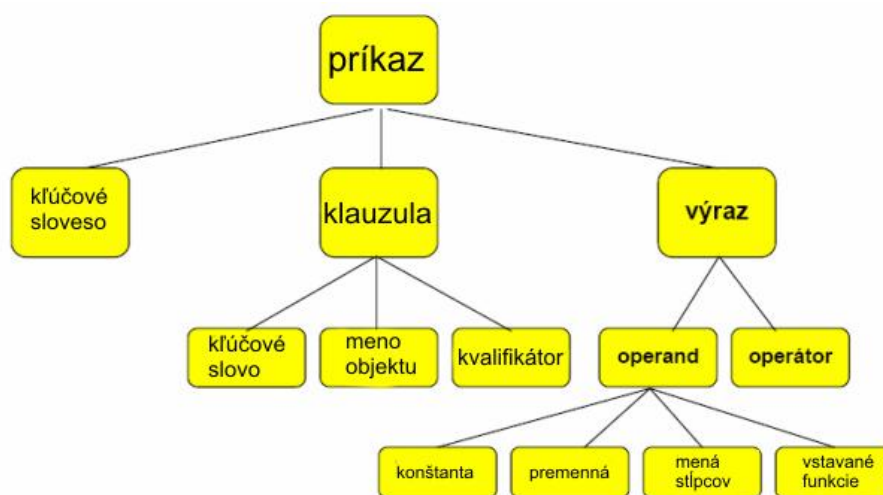 príkaz
kľúčové
sloveso
klauzula
výraz
kľúčové
slovo
meno
objektu
kvalifikátor
operand
operátor
konštanta
premenná
mená
stĺpcov
vstavané
funkcie